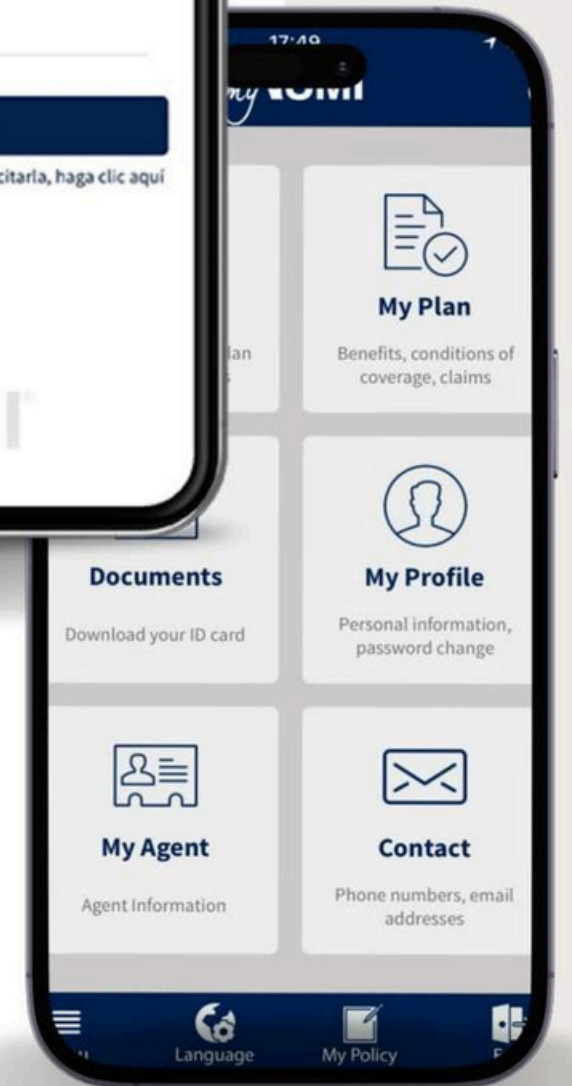 citarla, haga clic aquí
17:49
my
My Plan
Benefits, conditions of
coverage, claims
Documents
Download your ID card
My Profile
Personal information,
password change
My Agent
Agent Information
Contact
Phone numbers, email
addresses
Language
My Policy